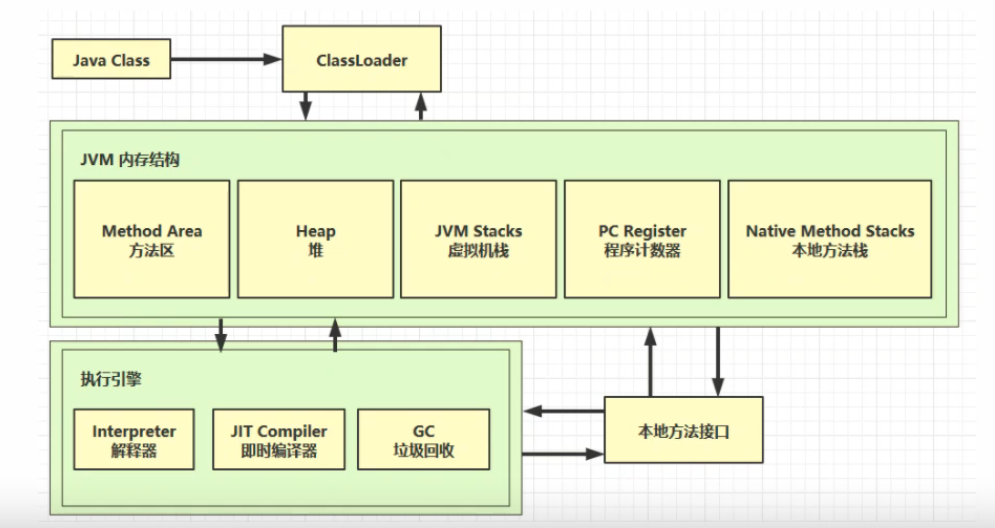 Java Class
ClassLoader
JVM 内存结构
Method Area
方法区
Heap
堆
JVM Stacks
虚拟机栈
PC Register
程序计数器
Native Method Stacks
本地方法栈
执行引擎
Interpreter
解释器
JIT Compiler
即时编译器
GC
垃圾回收
本地方法接口